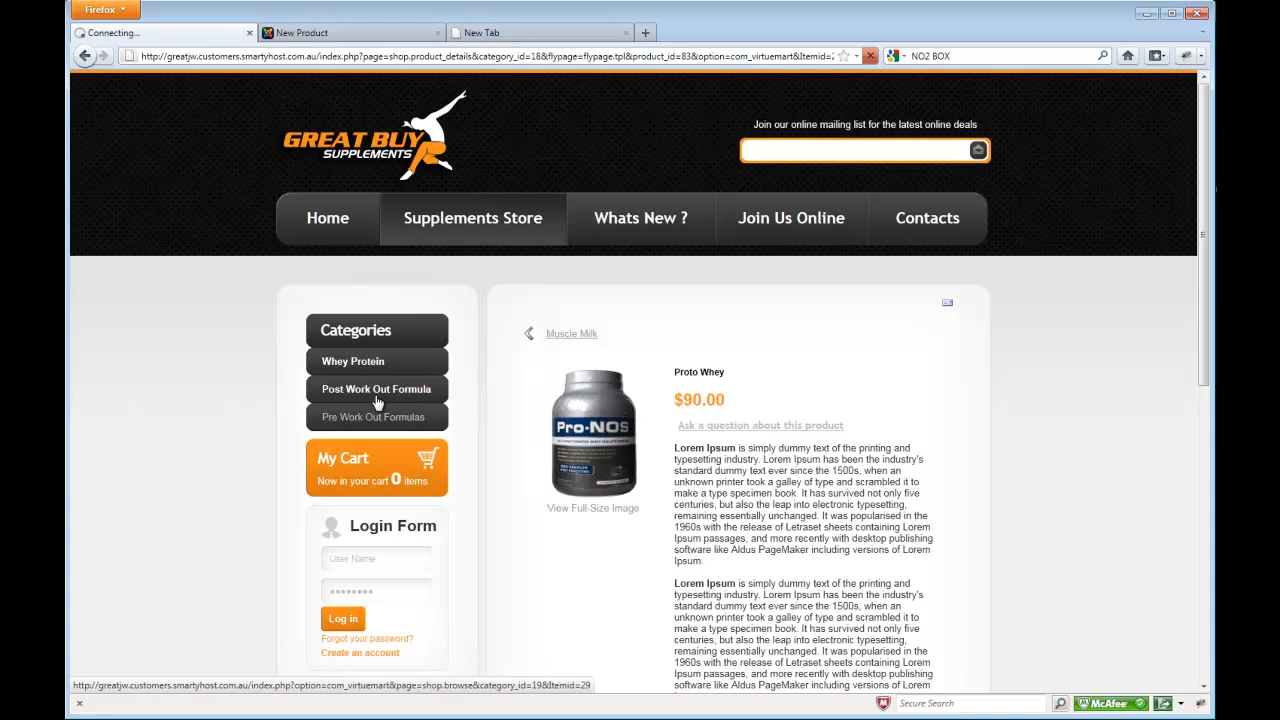 Firefox
Connecting...
New Product
New Tab
http://greatjw.customers.smartyhost.com.au/index.php?page=shop.product_details&category_id=18&flypage=flypage.tpl&product_id=83&option=com_virtuemart&Itemid=2
NO2 BOX
GREAT BUY
SUPPLEMENTS
Join our online mailing list for the latest online deals
Home
Supplements Store
Whats New ?
Join Us Online
Contacts
Categories
Whey Protein
Post Work Out Formula
Pre Work Out Formulas
My Cart
Now in your cart 0 items
Login Form
User Name
••••••••
Log in
Forgot your password?
Create an account
Muscle Milk
Pro-NOS
View Full-Size Image
Proto Whey
$90.00
Ask a question about this product
Lorem Ipsum is simply dummy text of the printing and
typesetting industry. Lorem Ipsum has been the industry's
standard dummy text ever since the 1500s, when an
unknown printer took a galley of type and scrambled it to
make a type specimen book. It has survived not only five
centuries, but also the leap into electronic typesetting,
remaining essentially unchanged. It was popularised in the
1960s with the release of Letraset sheets containing Lorem
Ipsum passages, and more recently with desktop publishing
software like Aldus PageMaker including versions of Lorem
Ipsum.
Lorem Ipsum is simply dummy text of the printing and
typesetting industry. Lorem Ipsum has been the industry's
standard dummy text ever since the 1500s, when an
unknown printer took a galley of type and scrambled it to
make a type specimen book. It has survived not only five
centuries, but also the leap into electronic typesetting,
remaining essentially unchanged. It was popularised in the
1960s with the release of Letraset sheets containing Lorem
Ipsum passages, and more recently with desktop publishing
software like Aldus PageMaker including versions of Lorem
http://greatjw.customers.smartyhost.com.au/index.php?option=com_virtuemart&page=shop.browse&category_id=19&Itemid=29
Secure Search
McAfee